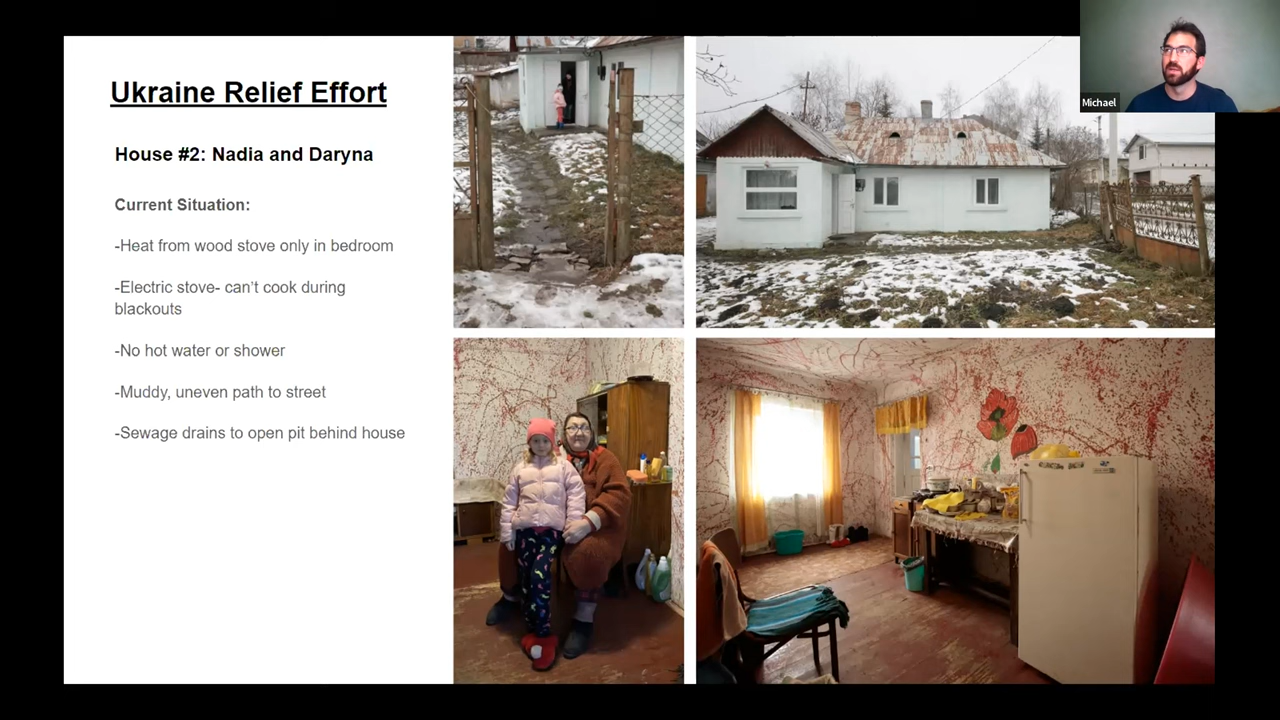 Ukraine Relief Effort
House #2: Nadia and Daryna
Current Situation:
-Heat from wood stove only in bedroom
-Electric stove- can't cook during
blackouts
-No hot water or shower
-Muddy, uneven path to street
-Sewage drains to open pit behind house
Michael